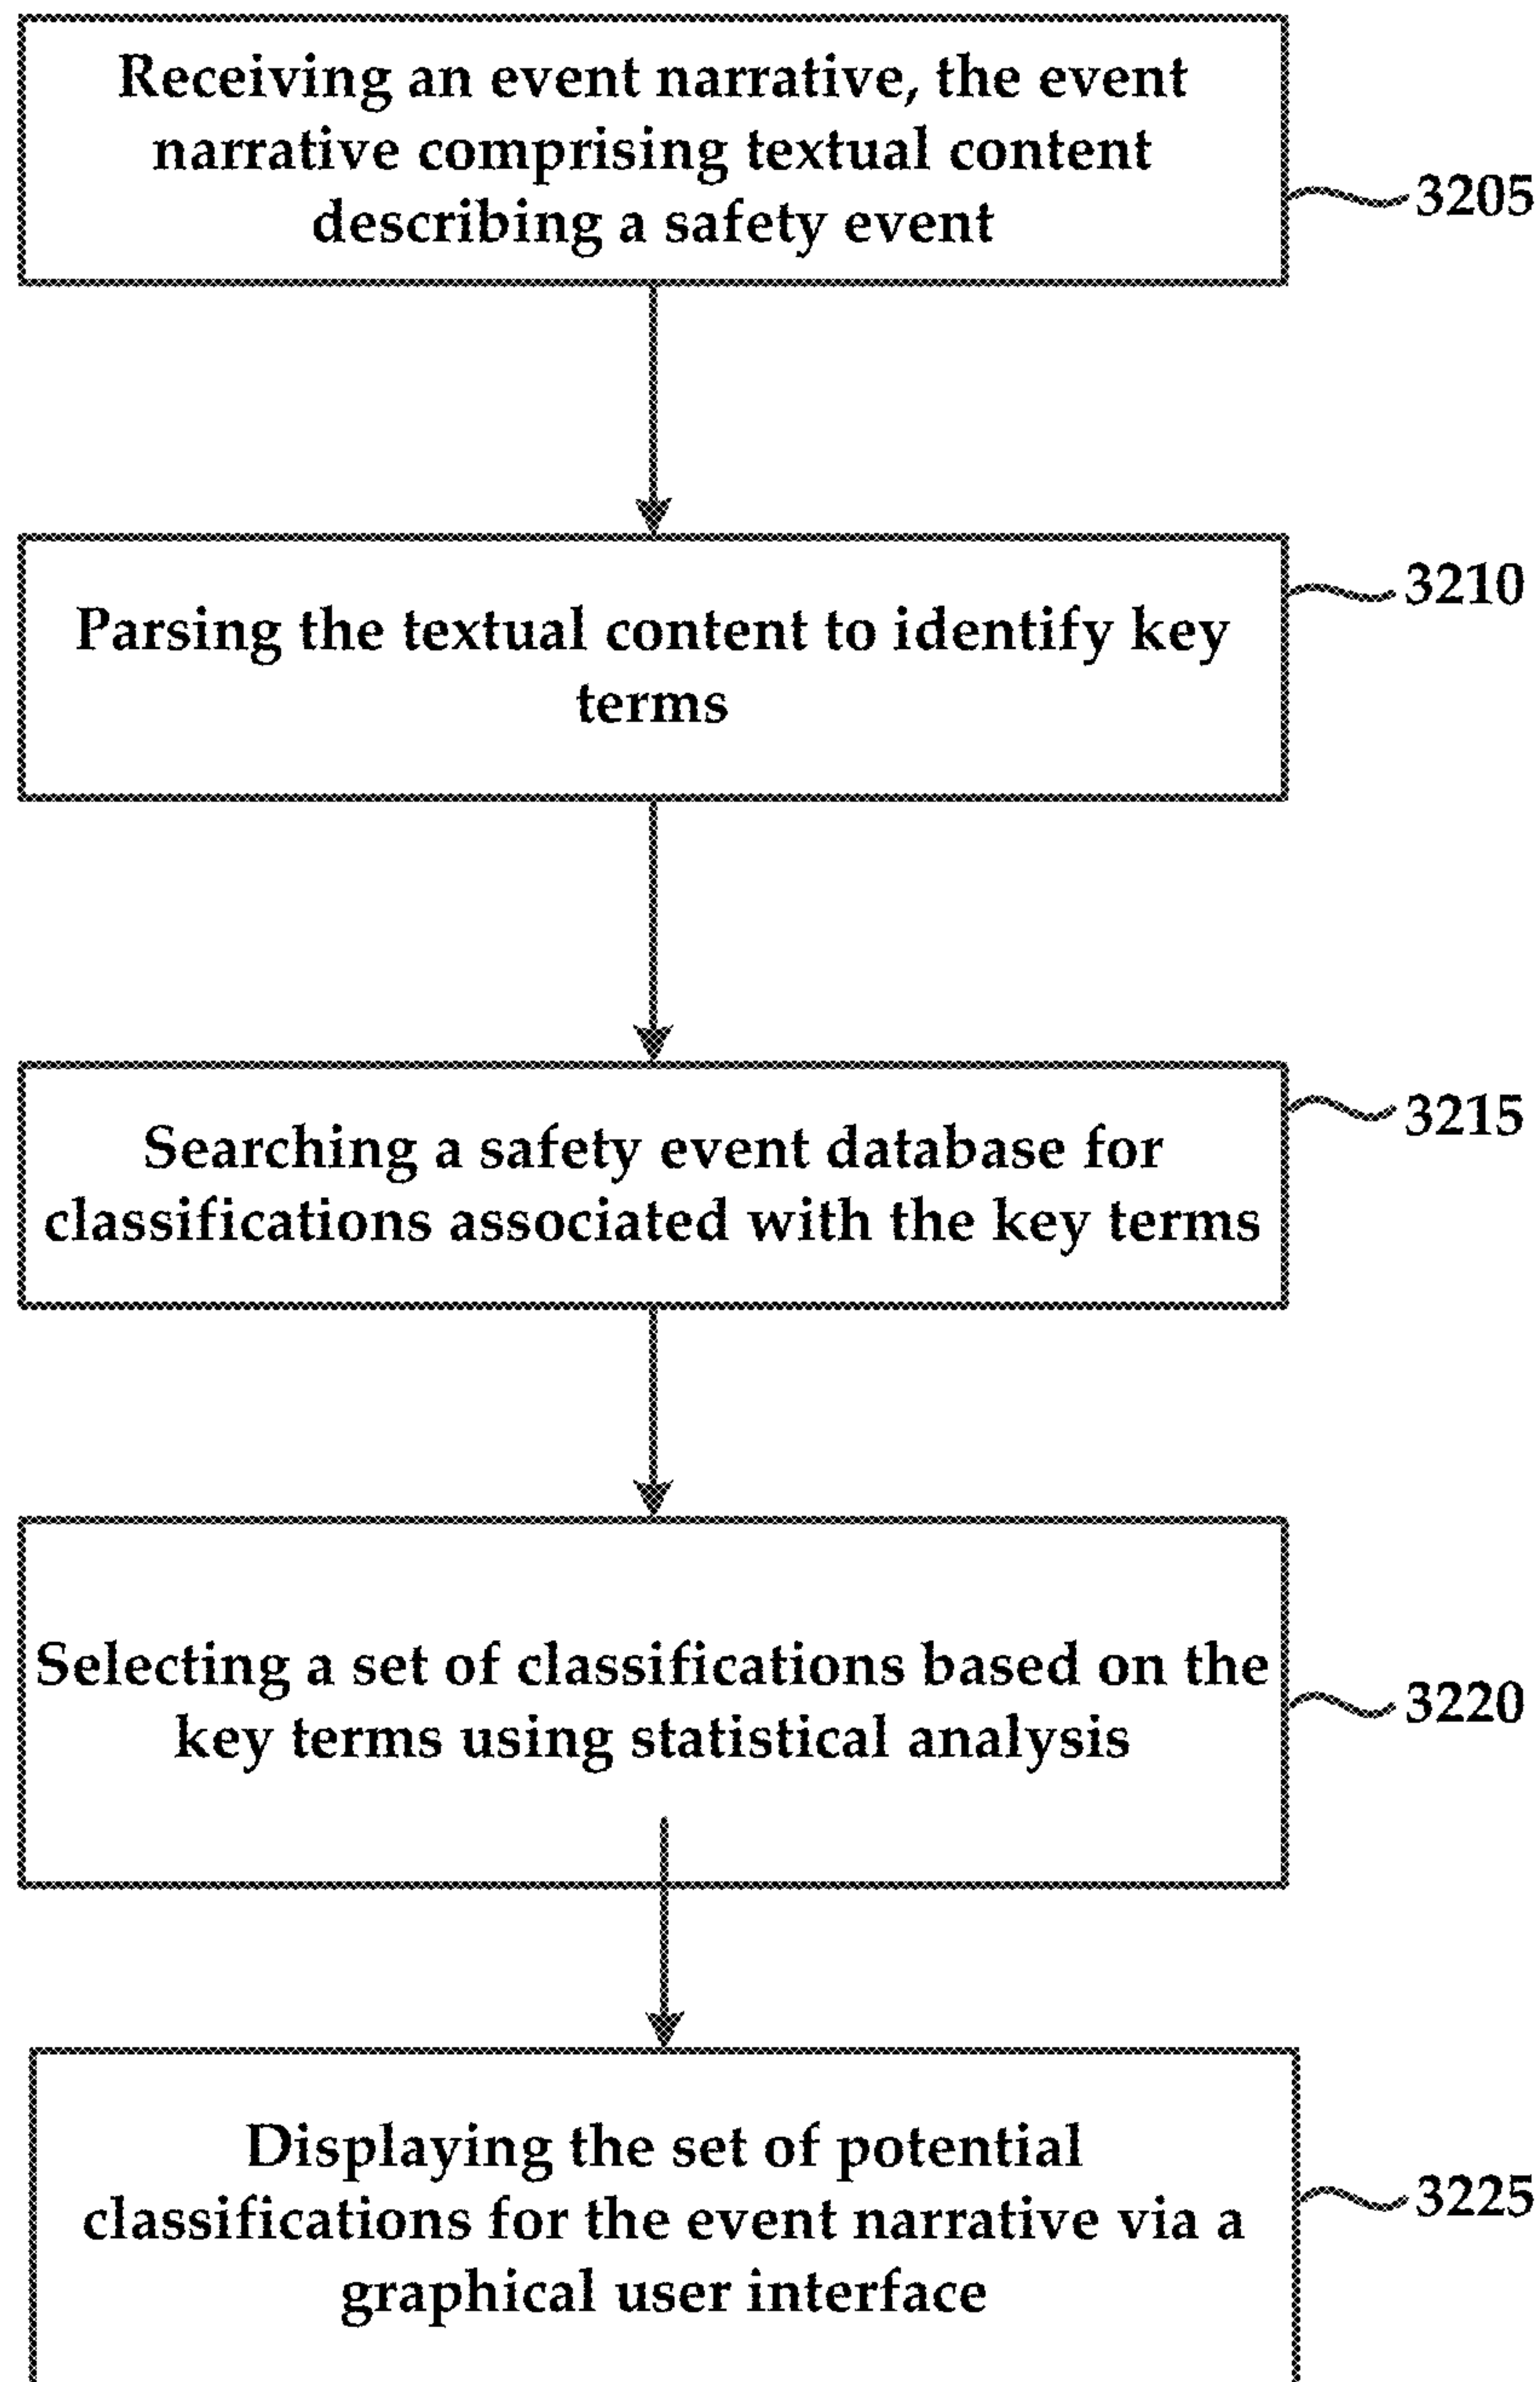 Receiving an event narrative, the event
narrative comprising textual content
describing a safety event
3205
Parsing the textual content to identify key
terms
3210
Searching a safety event database for
classifications associated with the key terms
3215
Selecting a set of classifications based on the
key terms using statistical analysis
3220
Displaying the set of potential
classifications for the event narrative via a
graphical user interface
3225